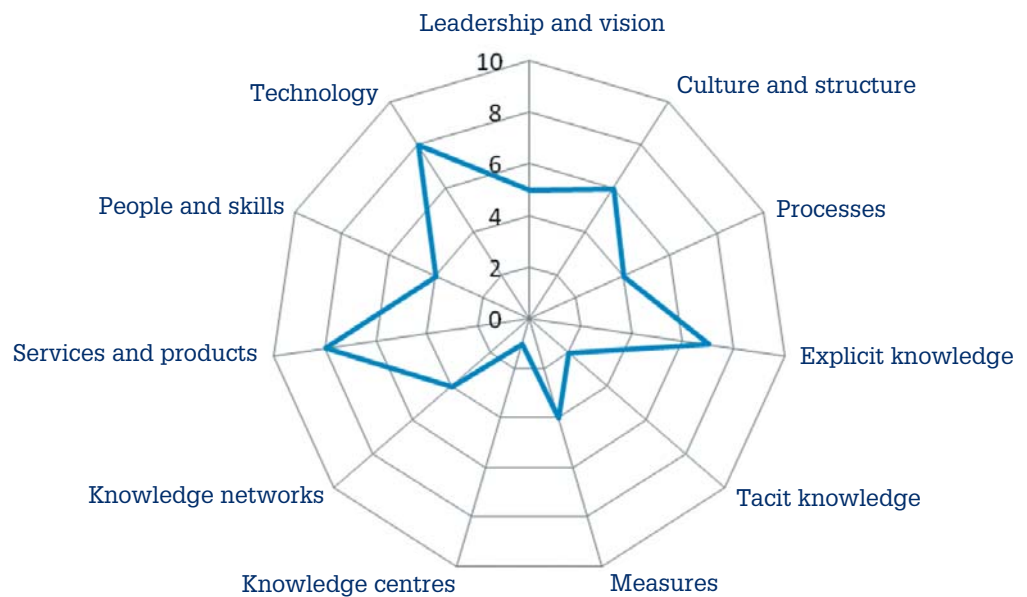 Leadership and vision
10
Culture and structure
Technology
8
6
People and skills
Processes
4
2
0
Services and products
Explicit knowledge
Knowledge networks
Tacit knowledge
Knowledge centres
Measures